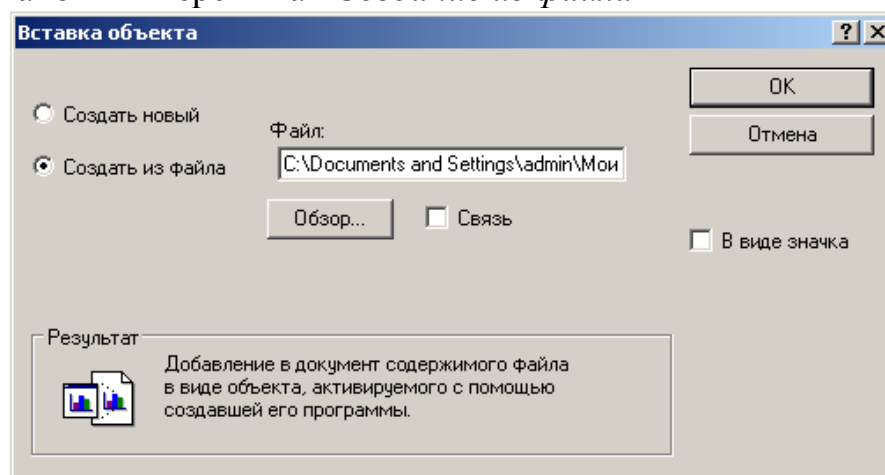 Вставка объекта
Создать новый
Создать из файла
Файл:
C:\Documents and Settings\admin\Мои
Обзор...
Связь
OK
Отмена
В виде значка
Результат
Добавление в документ содержимого файла
в виде объекта, активируемого с помощью
создавшей его программы.